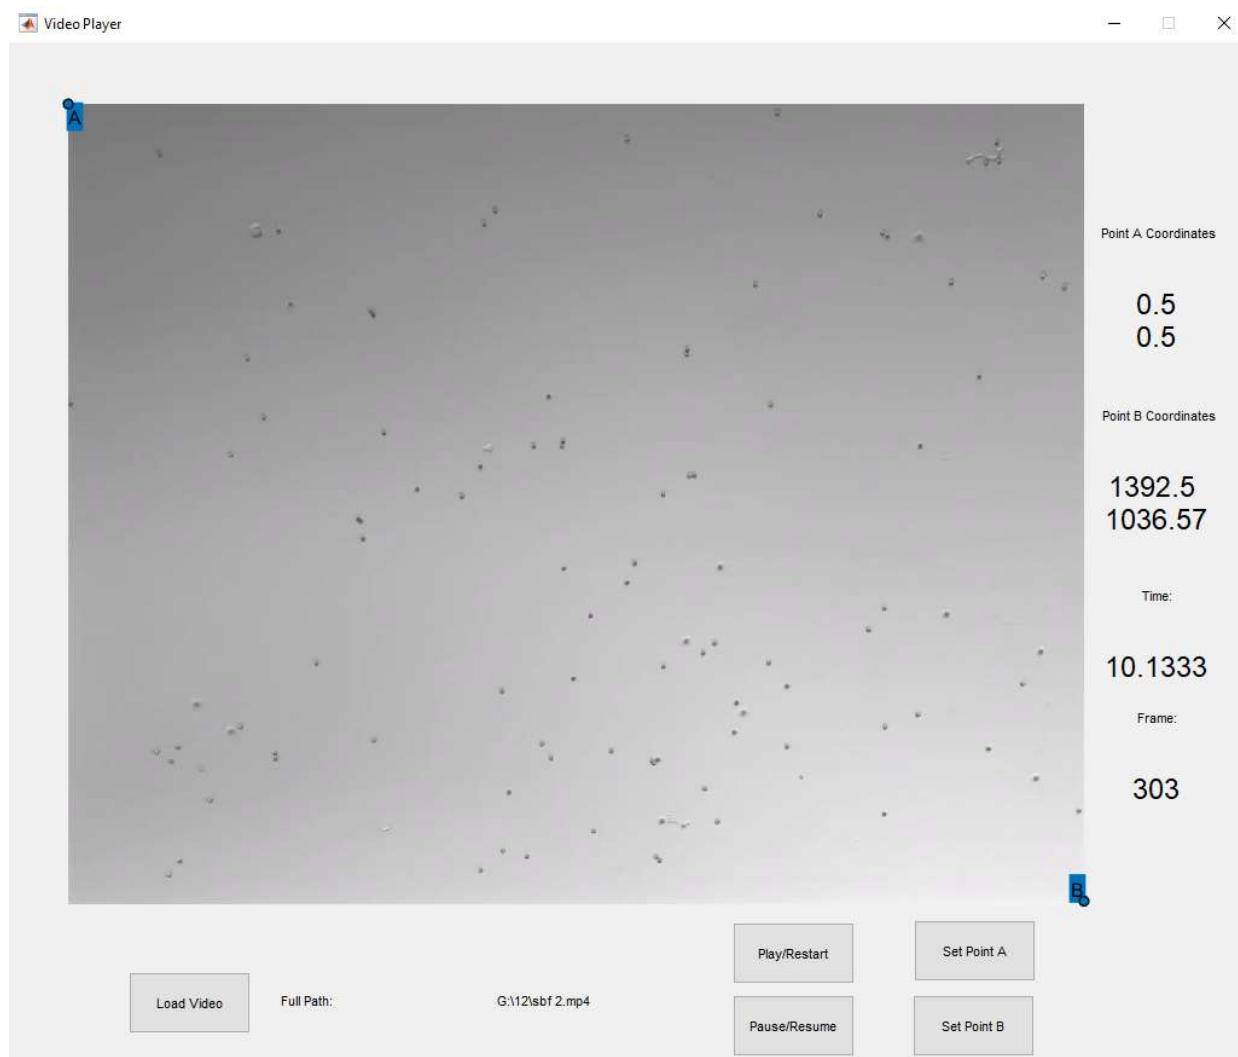 Video Player
A
Point A Coordinates
0.5
0.5
Point B Coordinates
1392.5
1036.57
Time:
10.1333
Frame:
303
B
Play/Restart
Set Point A
Load Video
Full Path:
G:\12\sbf 2.mp4
Pause/Resume
Set Point B